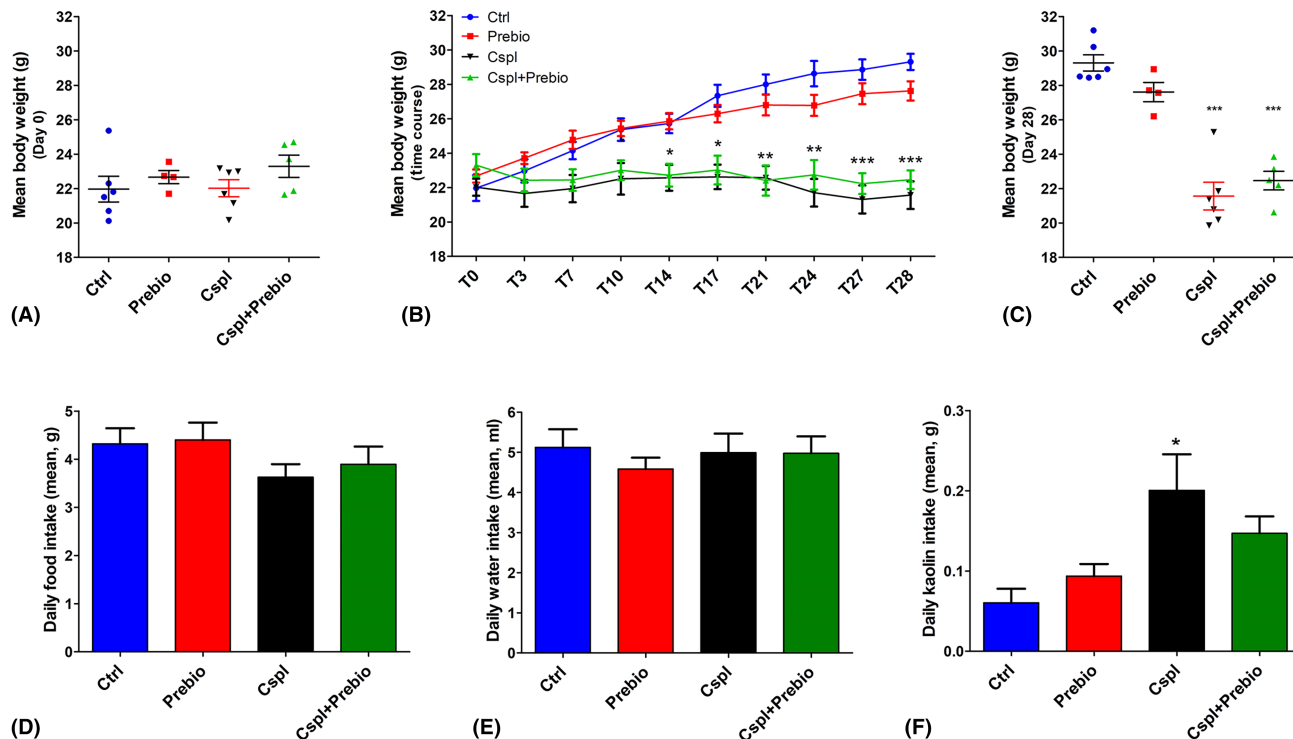 Mean body weight (g)
(Day 0)
32
30
28
26
24
22
20
18
Ctrl
Prebio
Cspl
Cspl+Prebio
(A)
Mean body weight (g)
(time course)
32
30
28
26
24
22
20
18
Ctrl
Prebio
Cspl
Cspl+Prebio
* * ** ** *** ***
T0 T3 T7 T10 T14 T17 T21 T24 T27 T28
(B)
Mean body weight (g)
(Day 28)
32
30
28
26
24
22
20
18
*** ***
Ctrl
Prebio
Cspl
Cspl+Prebio
(C)
Daily food intake (mean, g)
5
4
3
2
1
0
Ctrl
Prebio
Cspl
Cspl+Prebio
(D)
Daily water intake (mean, ml)
6
5
4
3
2
1
0
Ctrl
Prebio
Cspl
Cspl+Prebio
(E)
Daily kaolin intake (mean, g)
0.3
0.2
0.1
0.0
*
Ctrl
Prebio
Cspl
Cspl+Prebio
(F)